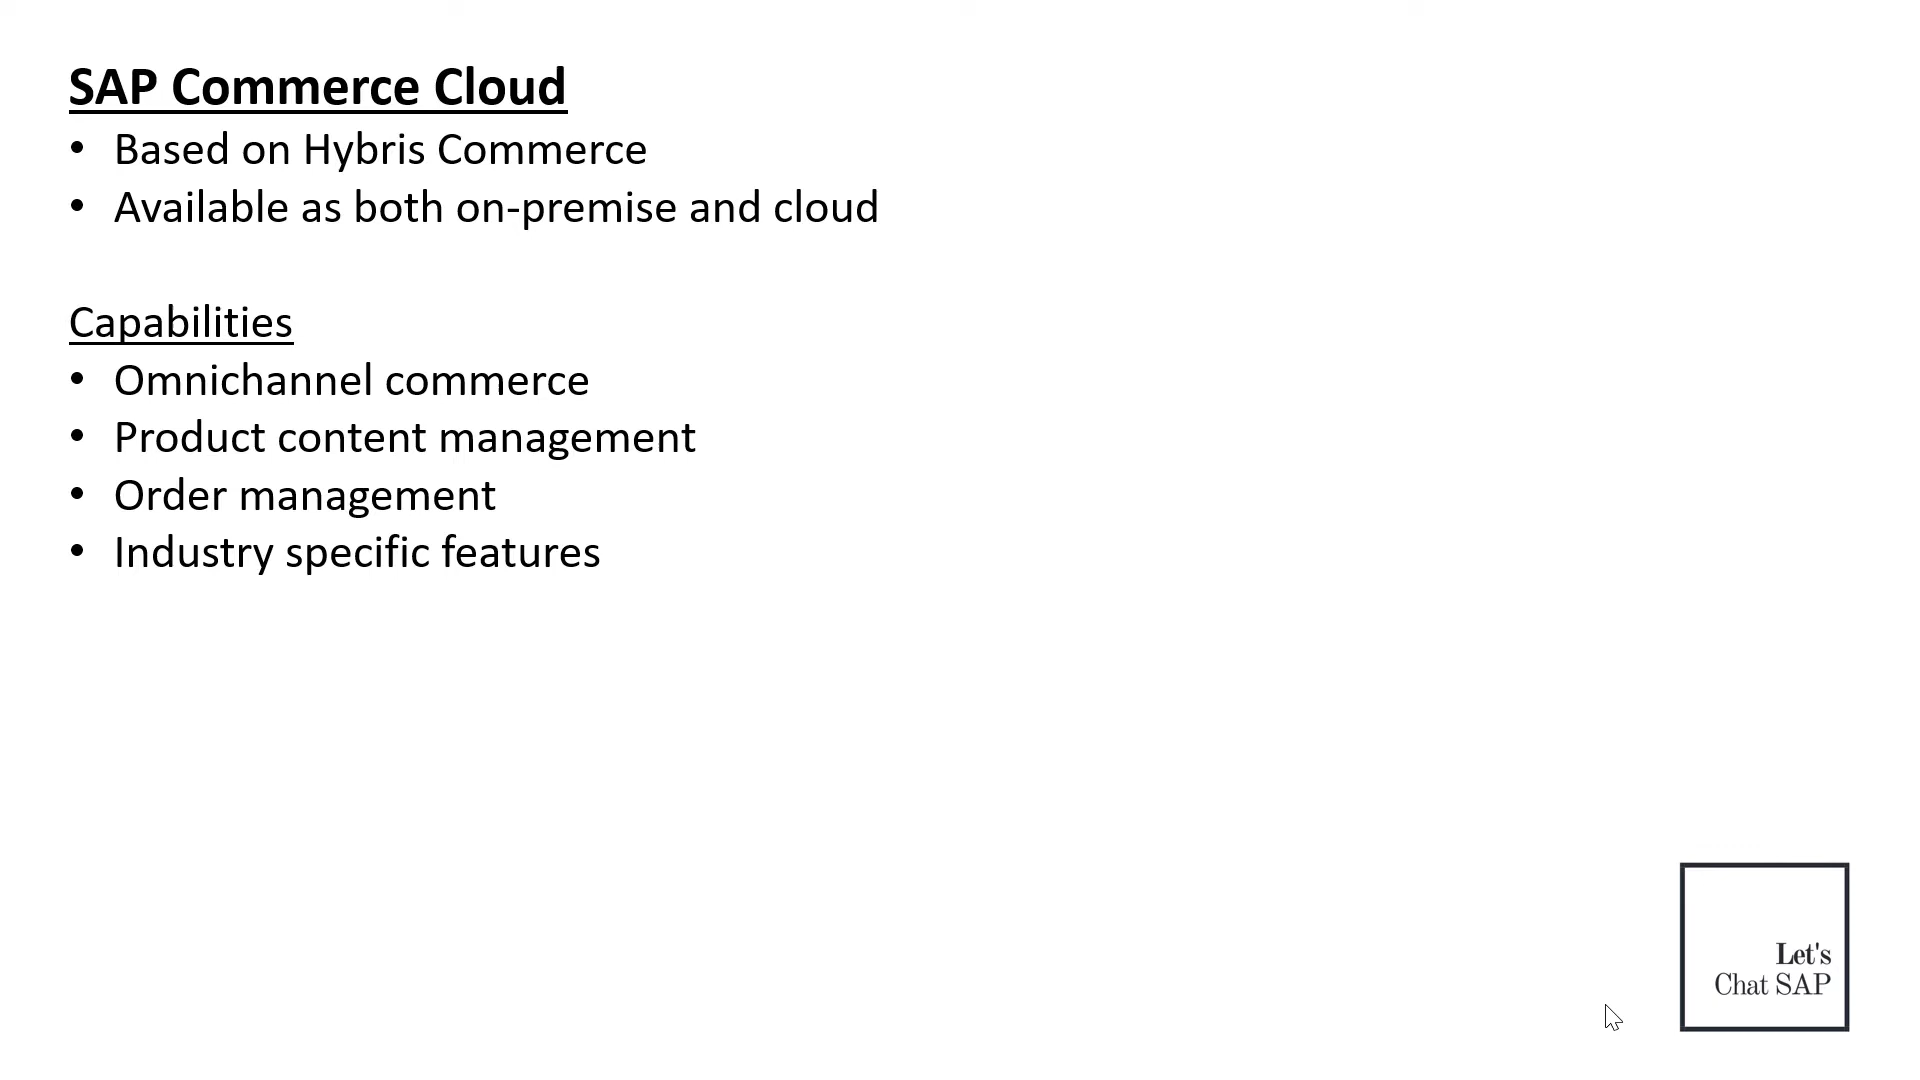 SAP Commerce Cloud
• Based on Hybris Commerce
• Available as both on-premise and cloud
Capabilities
• Omnichannel commerce
• Product content management
• Order management
• Industry specific features
Let's
Chat SAP